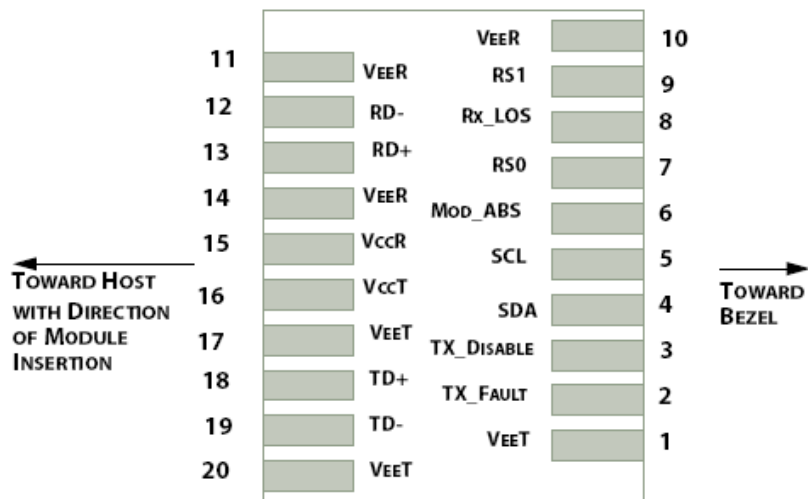 VEER 10
11 VEER RS1 9
12 RD- RX_LOS 8
13 RD+ RS0 7
14 VEER MOD_ABS 6
15 VCCR SCL 5
16 VCCT SDA 4
17 VEET TX_DISABLE 3
18 TD+ TX_FAULT 2
19 TD- VEET 1
20 VEET
TOWARD HOST
WITH DIRECTION
OF MODULE
INSERTION
TOWARD
BEZEL